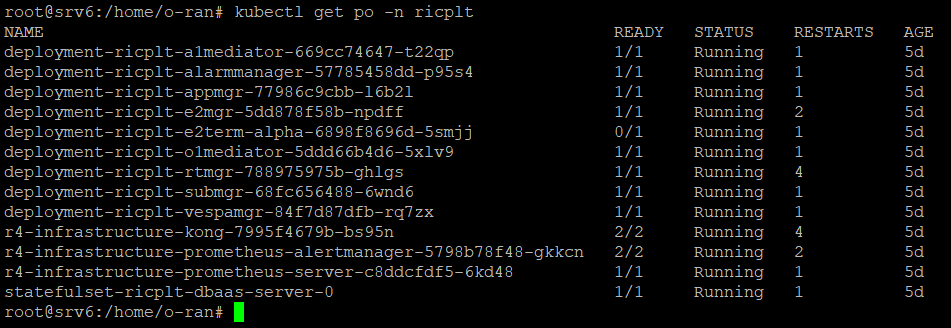 root@srv6:/home/o-ran# kubectl get po -n ricplt
NAME READY STATUS RESTARTS AGE
deployment-ricplt-a1mediator-669cc74647-t22qp 1/1 Running 1 5d
deployment-ricplt-alarmmanager-57785458dd-p95s4 1/1 Running 1 5d
deployment-ricplt-appmgr-77986c9cbb-l6b2l 1/1 Running 1 5d
deployment-ricplt-e2mgr-5dd878f58b-npdff 1/1 Running 2 5d
deployment-ricplt-e2term-alpha-6898f8696d-5smjj 0/1 Running 1 5d
deployment-ricplt-o1mediator-5ddd66b4d6-5xlv9 1/1 Running 1 5d
deployment-ricplt-rtmgr-788975975b-ghlgs 1/1 Running 4 5d
deployment-ricplt-submgr-68fc656488-6wnd6 1/1 Running 1 5d
deployment-ricplt-vespamgr-84f7d87dfb-rq7zx 1/1 Running 1 5d
r4-infrastructure-kong-7995f4679b-bs95n 2/2 Running 4 5d
r4-infrastructure-prometheus-alertmanager-5798b78f48-gkkcn 2/2 Running 2 5d
r4-infrastructure-prometheus-server-c8ddcfdf5-6kd48 1/1 Running 1 5d
statefulset-ricplt-dbaas-server-0 1/1 Running 1 5d
root@srv6:/home/o-ran#